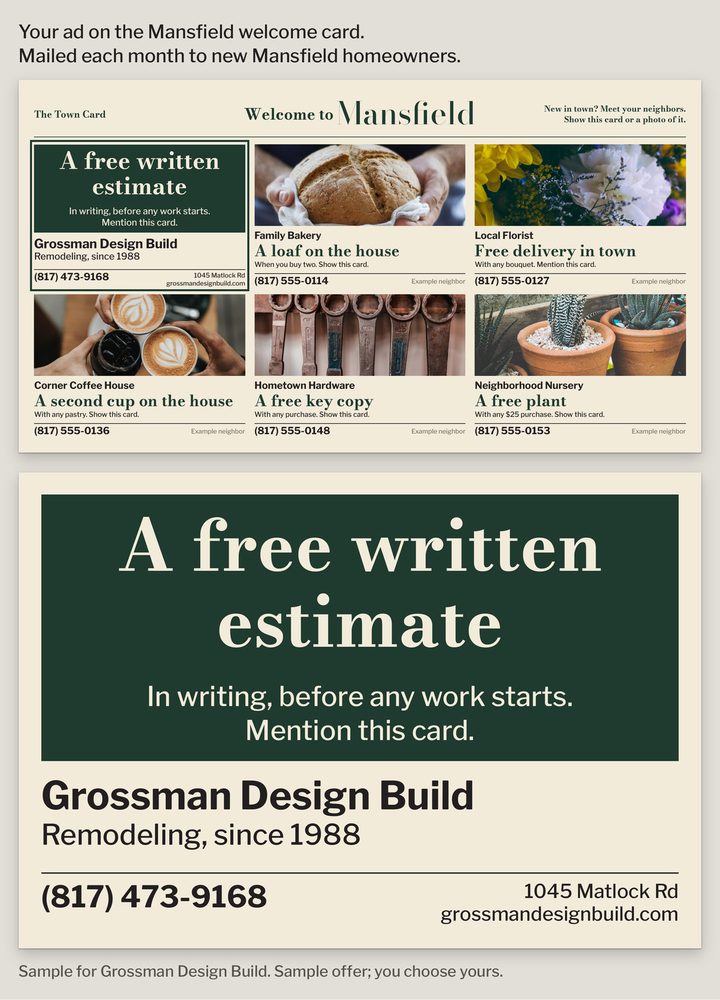 Your ad on the Mansfield welcome card.
Mailed each month to new Mansfield homeowners.
The Town Card
Welcome to Mansfield
New in town? Meet your neighbors.
Show this card or a photo of it.
A free written
estimate
In writing, before any work starts.
Mention this card.
Grossman Design Build
Remodeling, since 1988
(817) 473-9168
1045 Matlock Rd
grossmandesignbuild.com
Family Bakery
A loaf on the house
When you buy two. Show this card.
(817) 555-0114
Example neighbor
Local Florist
Free delivery in town
With any bouquet. Mention this card.
(817) 555-0127
Example neighbor
Corner Coffee House
A second cup on the house
With any pastry. Show this card.
(817) 555-0136
Example neighbor
Hometown Hardware
A free key copy
With any purchase. Show this card.
(817) 555-0148
Example neighbor
Neighborhood Nursery
A free plant
With any $25 purchase. Show this card.
(817) 555-0153
Example neighbor
A free written
estimate
In writing, before any work starts.
Mention this card.
Grossman Design Build
Remodeling, since 1988
(817) 473-9168
1045 Matlock Rd
grossmandesignbuild.com
Sample for Grossman Design Build. Sample offer; you choose yours.